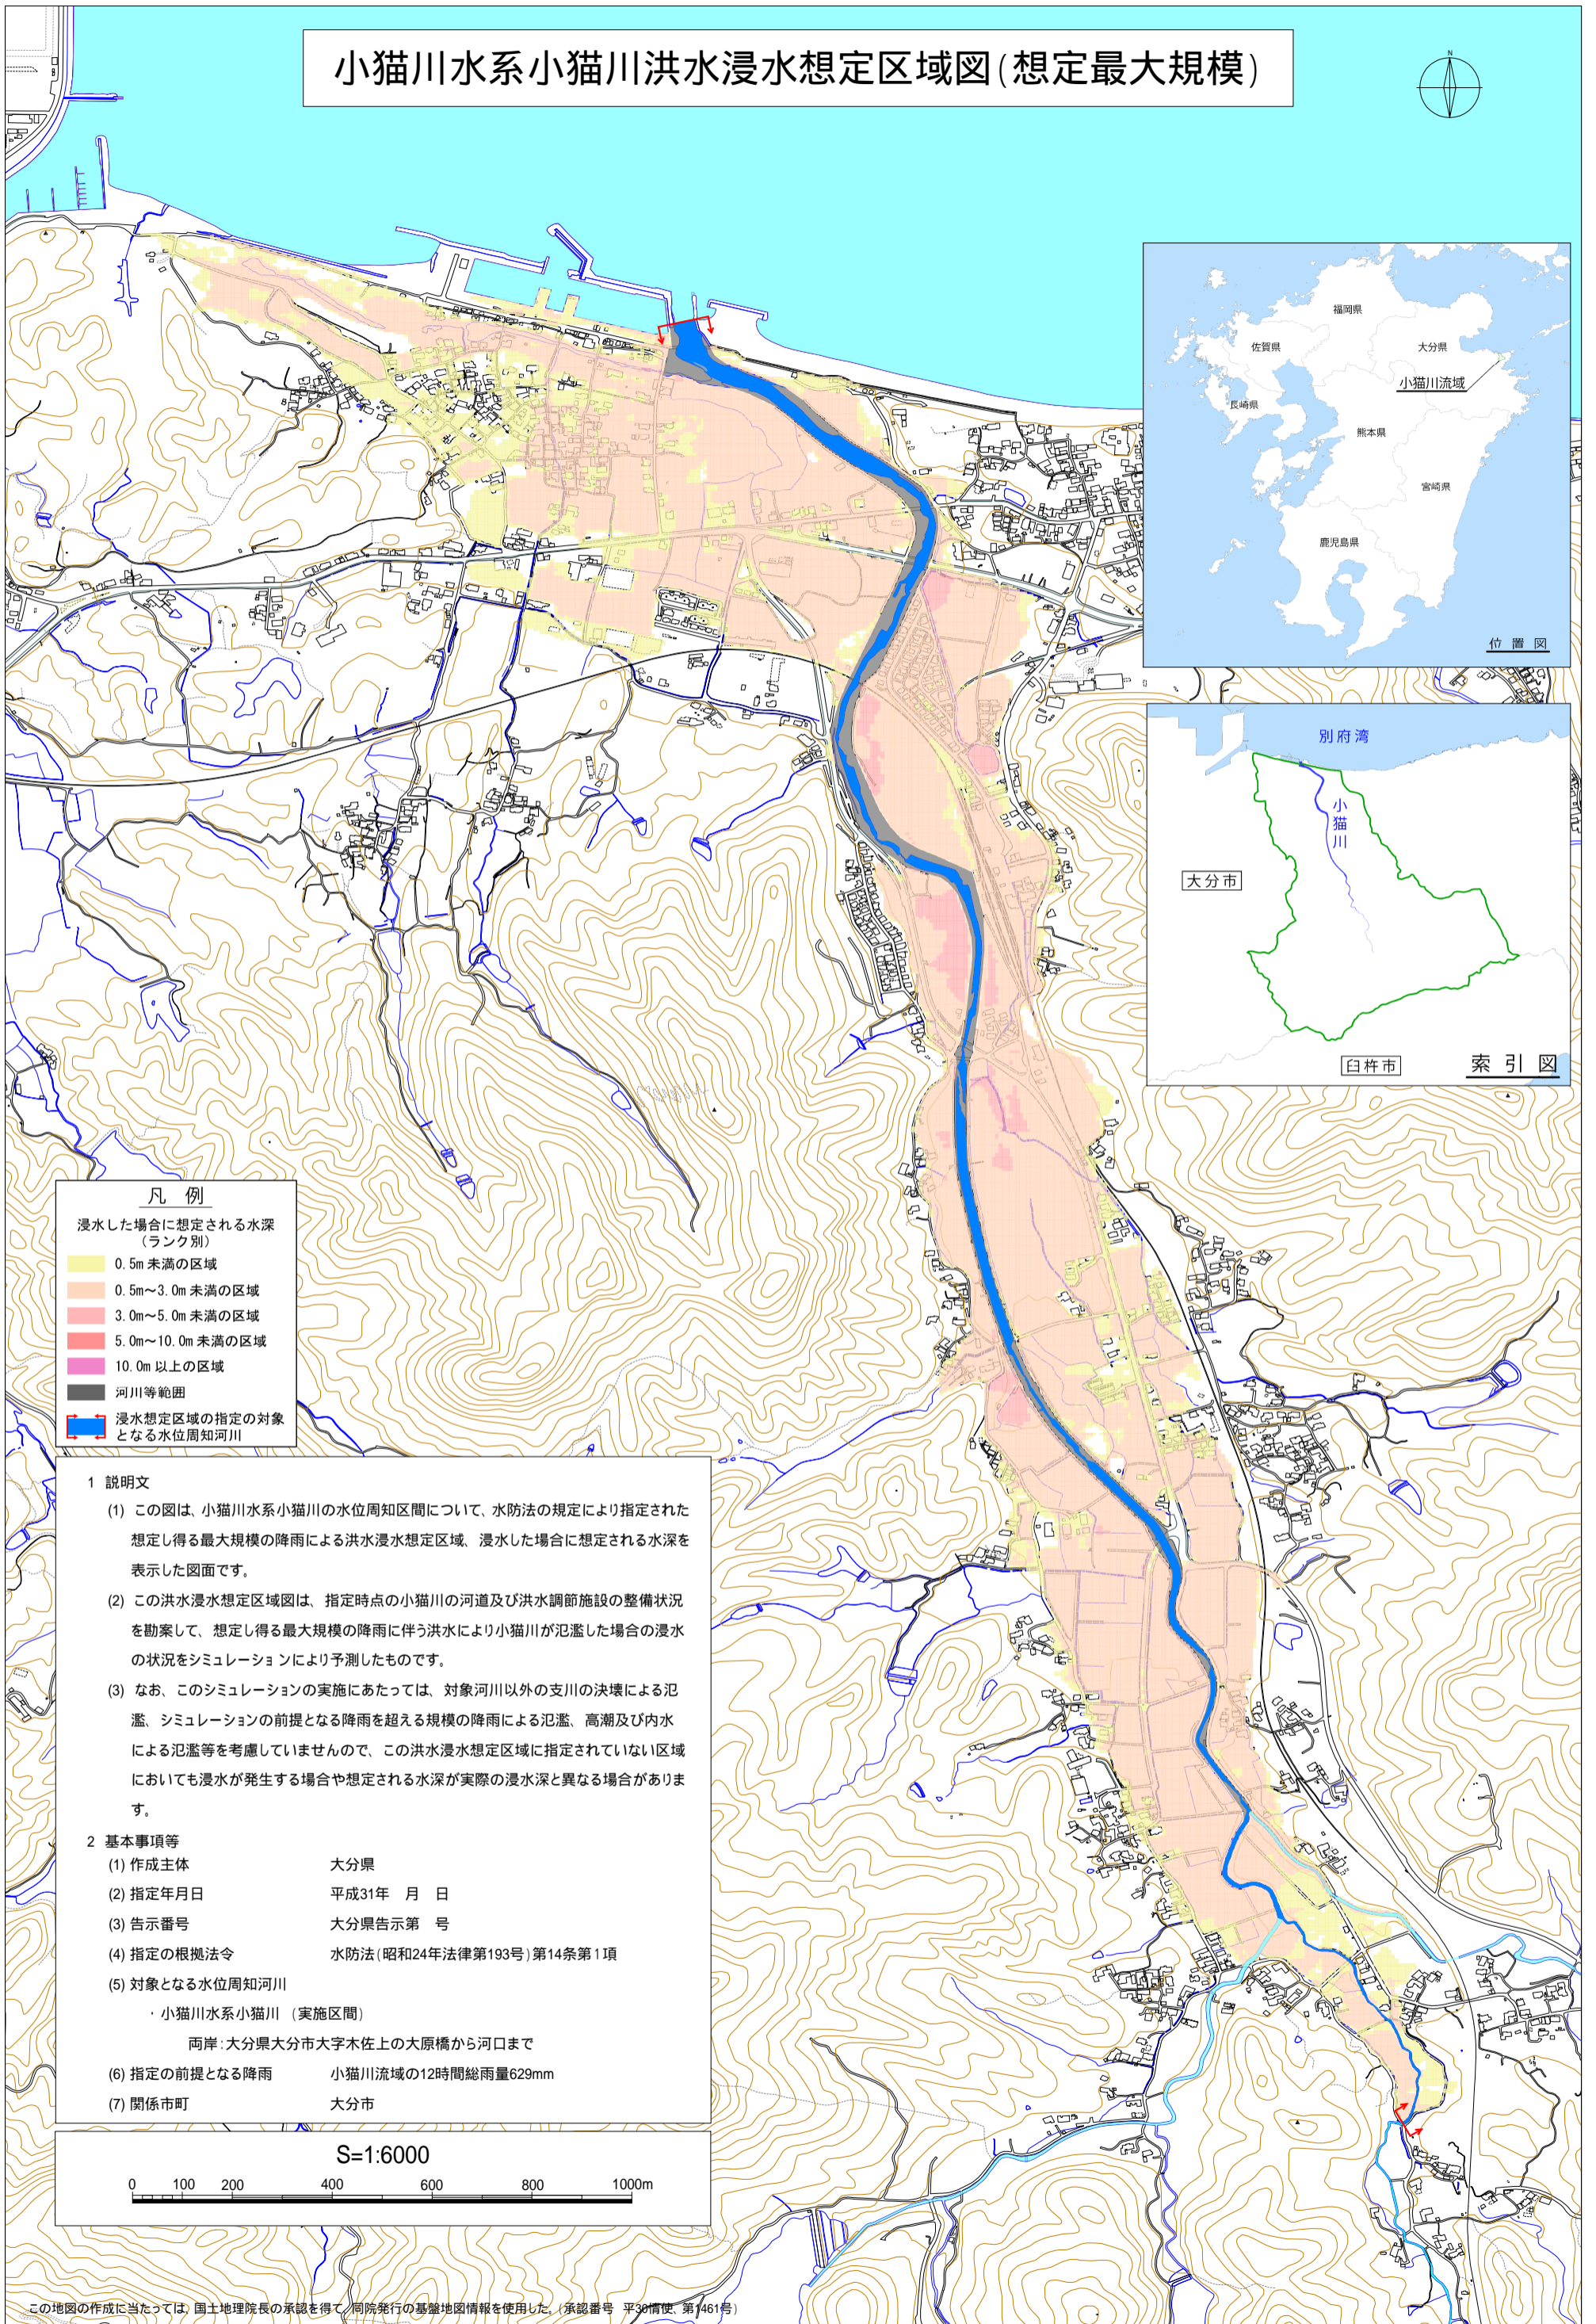 小猫川水系小猫川洪水浸水想定区域図(想定最大規模)
N
福岡県
佐賀県
大分県
小猫川流域
長崎県
熊本県
宮崎県
鹿児島県
位置図
別府湾
小猫川
大分市
臼杵市
索引図
凡 例
浸水した場合に想定される水深
(ランク別)
0.5m 未満の区域
0.5m～3.0m 未満の区域
3.0m～5.0m 未満の区域
5.0m～10.0m 未満の区域
10.0m 以上の区域
河川等範囲
浸水想定区域の指定の対象
となる水位周知河川
1 説明文
(1) この図は、小猫川水系小猫川の水位周知区間について、水防法の規定により指定された
想定し得る最大規模の降雨による洪水浸水想定区域、浸水した場合に想定される水深を
表示した図面です。
(2) この洪水浸水想定区域図は、指定時点の小猫川の河道及び洪水調節施設の整備状況
を勘案して、想定し得る最大規模の降雨に伴う洪水により小猫川が氾濫した場合の浸水
の状況をシミュレーションにより予測したものです。
(3) なお、このシミュレーションの実施にあたっては、対象河川以外の支川の決壊による氾
濫、シミュレーションの前提となる降雨を超える規模の降雨による氾濫、高潮及び内水
による氾濫等を考慮していませんので、この洪水浸水想定区域に指定されていない区域
においても浸水が発生する場合や想定される水深が実際の浸水深と異なる場合がありま
す。
2 基本事項等
(1) 作成主体 大分県
(2) 指定年月日 平成31年 月 日
(3) 告示番号 大分県告示第 号
(4) 指定の根拠法令 水防法(昭和24年法律第193号)第14条第1項
(5) 対象となる水位周知河川
・小猫川水系小猫川 (実施区間)
両岸:大分県大分市大字木佐上の大原橋から河口まで
(6) 指定の前提となる降雨 小猫川流域の12時間総雨量629mm
(7) 関係市町 大分市
S=1:6000
0 100 200 400 600 800 1000m
この地図の作成に当たっては、国土地理院長の承認を得て、同院発行の基盤地図情報を使用した。(承認番号 平30情使、第1461号)